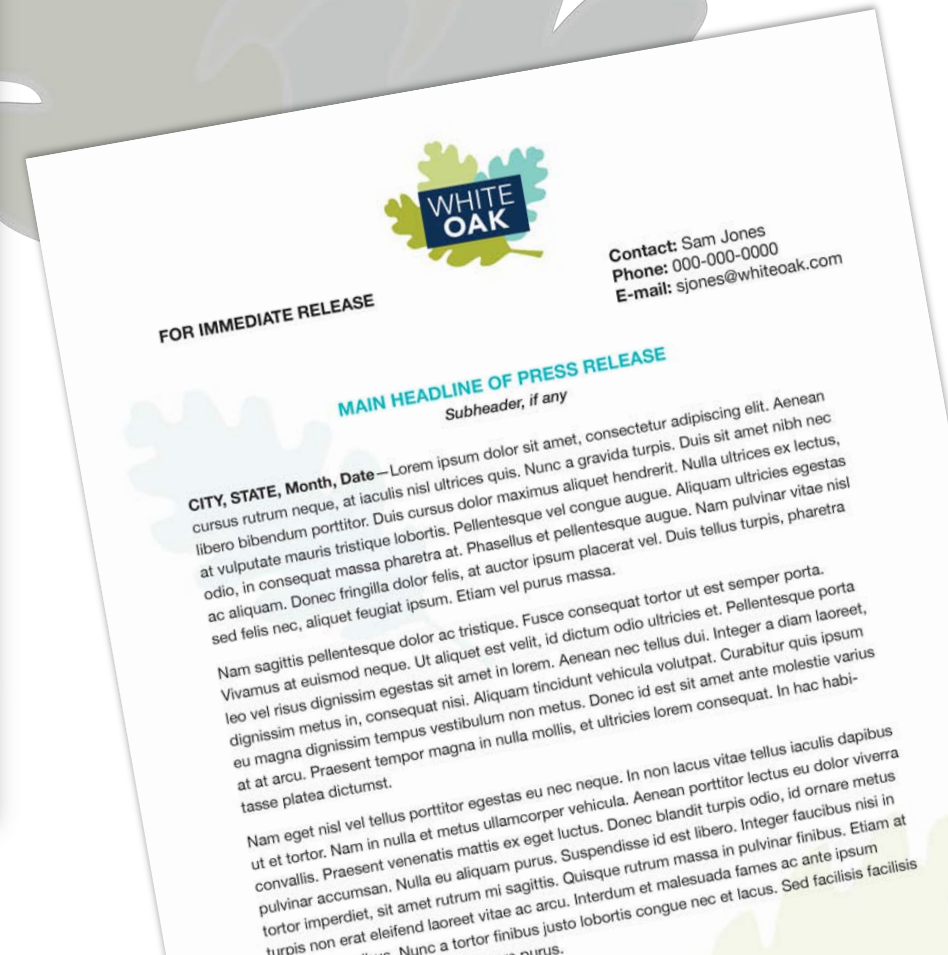 WHITE
OAK
Contact: Sam Jones
Phone: 000-000-0000
E-mail: sjones@whiteoak.com
FOR IMMEDIATE RELEASE
MAIN HEADLINE OF PRESS RELEASE
Subheader, if any
CITY, STATE, Month, Date—Lorem ipsum dolor sit amet, consectetur adipiscing elit. Aenean
cursus rutrum neque, at iaculis nisl ultrices quis. Nunc a gravida turpis. Duis sit amet nibh nec
libero bibendum porttitor. Duis cursus dolor maximus aliquet hendrerit. Nulla ultrices ex lectus,
at vulputate mauris tristique lobortis. Pellentesque vel congue augue. Aliquam ultricies egestas
odio, in consequat massa pharetra at. Phasellus et pellentesque augue. Nam pulvinar vitae nisl
ac aliquam. Donec fringilla dolor felis, at auctor ipsum placerat vel. Duis tellus turpis, pharetra
sed felis nec, aliquet feugiat ipsum. Etiam vel purus massa.
Nam sagittis pellentesque dolor ac tristique. Fusce consequat tortor ut est semper porta.
Vivamus at euismod neque. Ut aliquet est velit, id dictum odio ultricies et. Pellentesque porta
leo vel risus dignissim egestas sit amet in lorem. Aenean nec tellus dui. Integer a diam laoreet,
dignissim metus in, consequat nisi. Aliquam tincidunt vehicula volutpat. Curabitur quis ipsum
eu magna dignissim tempus vestibulum non metus. Donec id est sit amet ante molestie varius
at at arcu. Praesent tempor magna in nulla mollis, et ultricies lorem consequat. In hac habi-
tasse platea dictumst.
Nam eget nisl vel tellus porttitor egestas eu nec neque. In non lacus vitae tellus iaculis dapibus
ut et tortor. Nam in nulla et metus ullamcorper vehicula. Aenean porttitor lectus eu dolor viverra
convallis. Praesent venenatis mattis ex eget luctus. Donec blandit turpis odio, id ornare metus
pulvinar accumsan. Nulla eu aliquam purus. Suspendisse id est libero. Integer faucibus nisi in
tortor imperdiet, sit amet rutrum mi sagittis. Quisque rutrum massa in pulvinar finibus. Etiam at
turpis non erat eleifend laoreet vitae ac arcu. Interdum et malesuada fames ac ante ipsum
Nunc a tortor finibus justo lobortis congue nec et lacus. Sed facilisis facilisis
purus.